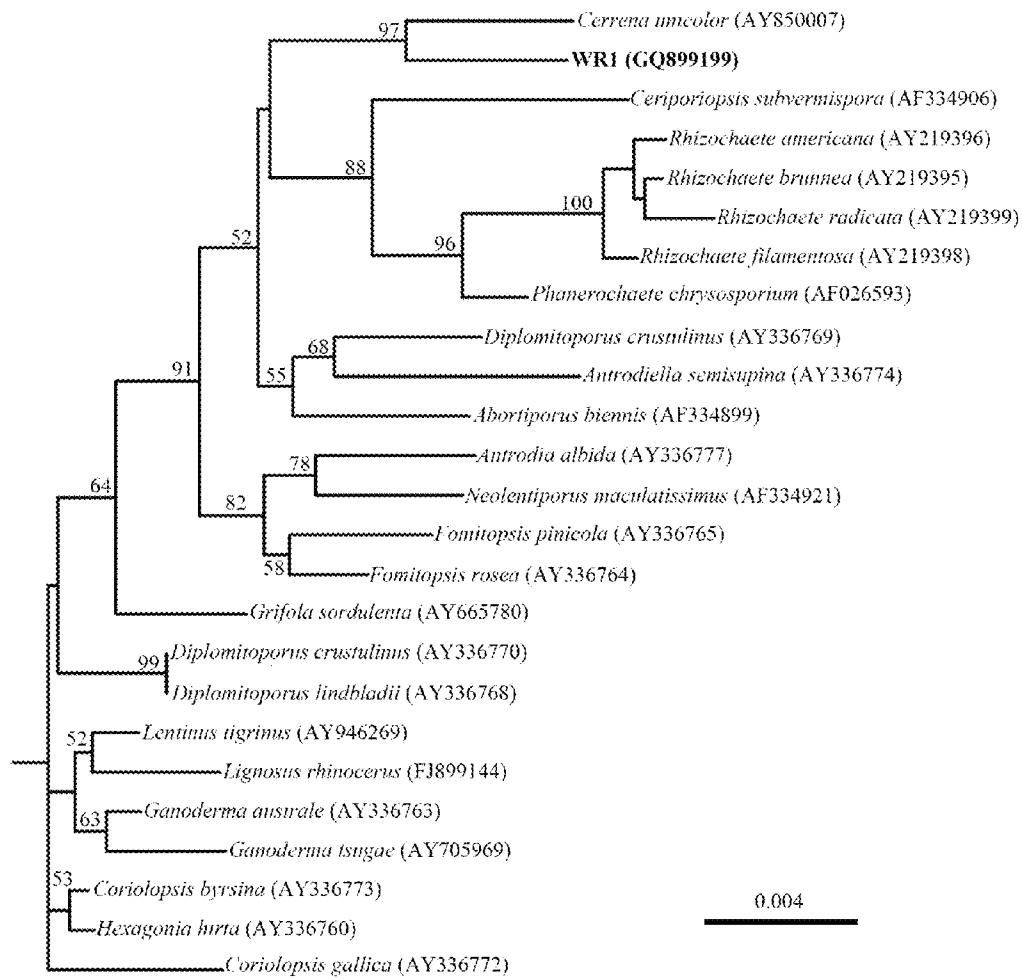 97
Cerrena unicolor (AY850007)
WR1 (GQ899199)
Ceriporiopsis subvermispora (AF334906)
Rhizochaete americana (AY219396)
88
Rhizochaete brunnea (AY219395)
100
Rhizochaete radicata (AY219399)
52
96
Rhizochaete filamentosa (AY219398)
Phanerochaete chrysosporium (AF026593)
Diplomitoporus crustulinus (AY336769)
68
91
55
Antrodiella semisupina (AY336774)
Abortiporus biennis (AF334899)
Antrodia albida (AY336777)
78
64
82
Neolentiporus maculatissimus (AF334921)
Fomitopsis pinicola (AY336765)
58
Fomitopsis rosea (AY336764)
Grifola sordulenta (AY665780)
99
Diplomitoporus crustulinus (AY336770)
Diplomitoporus lindbladii (AY336768)
Lentinus tigrinus (AY946269)
52
Lignosus rhinocerus (FJ899144)
Ganoderma australe (AY336763)
63
Ganoderma tsugae (AY705969)
53
Coriolopsis byrsina (AY336773)
0.004
Hexagonia hirta (AY336760)
Coriolopsis gallica (AY336772)